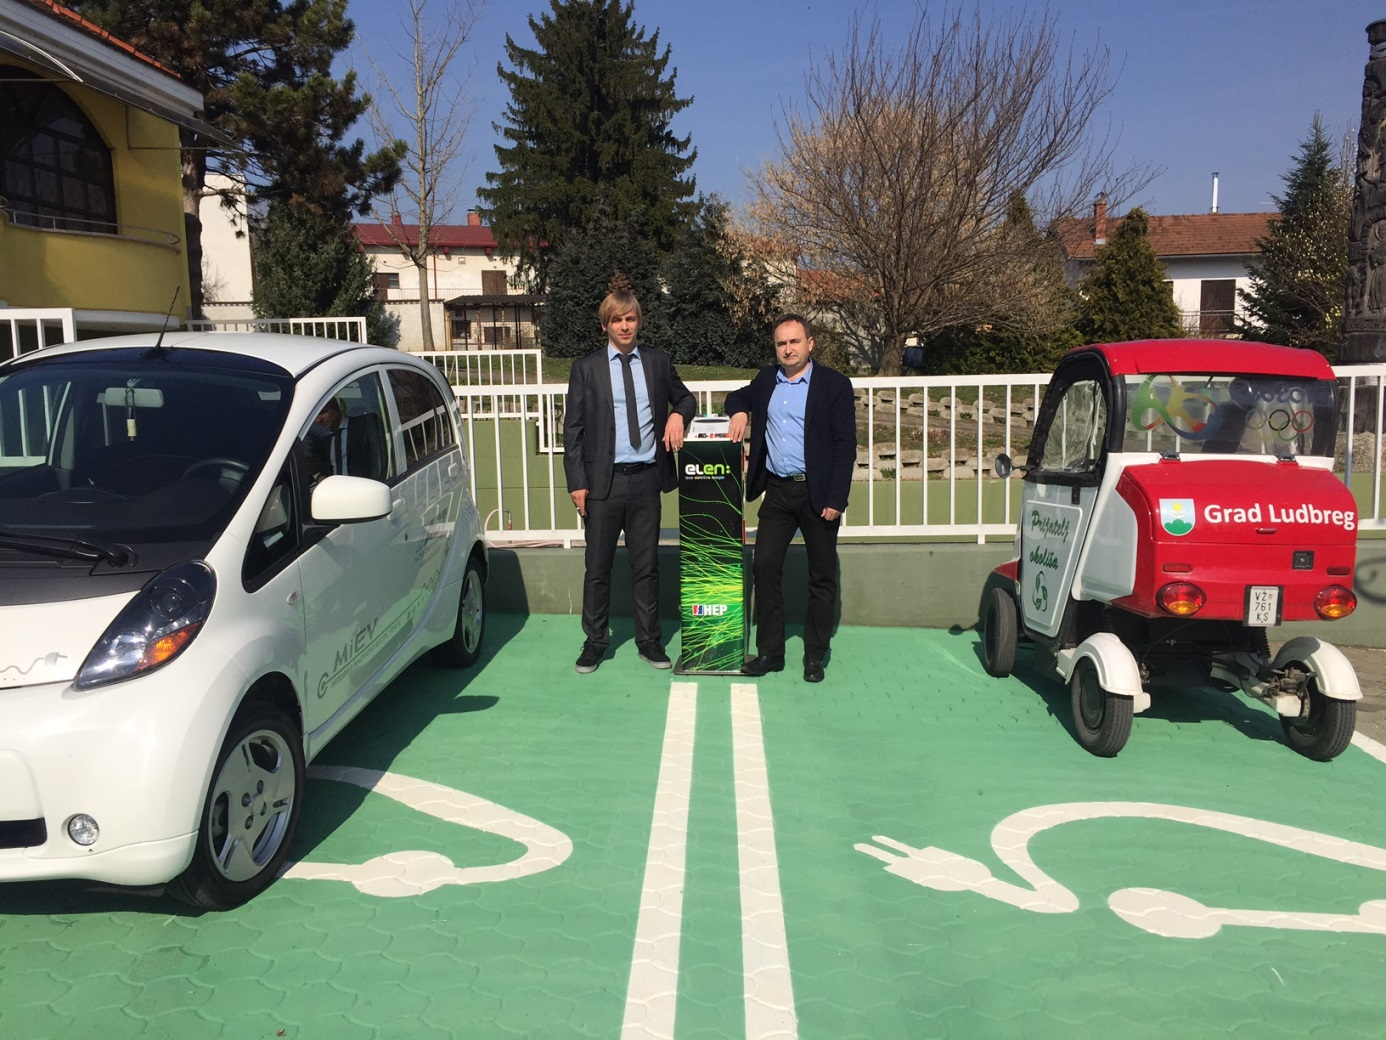 elen:
HEP
MiEV
Prijatelj
okoliša
Grad Ludbreg
VŽ
761
KS